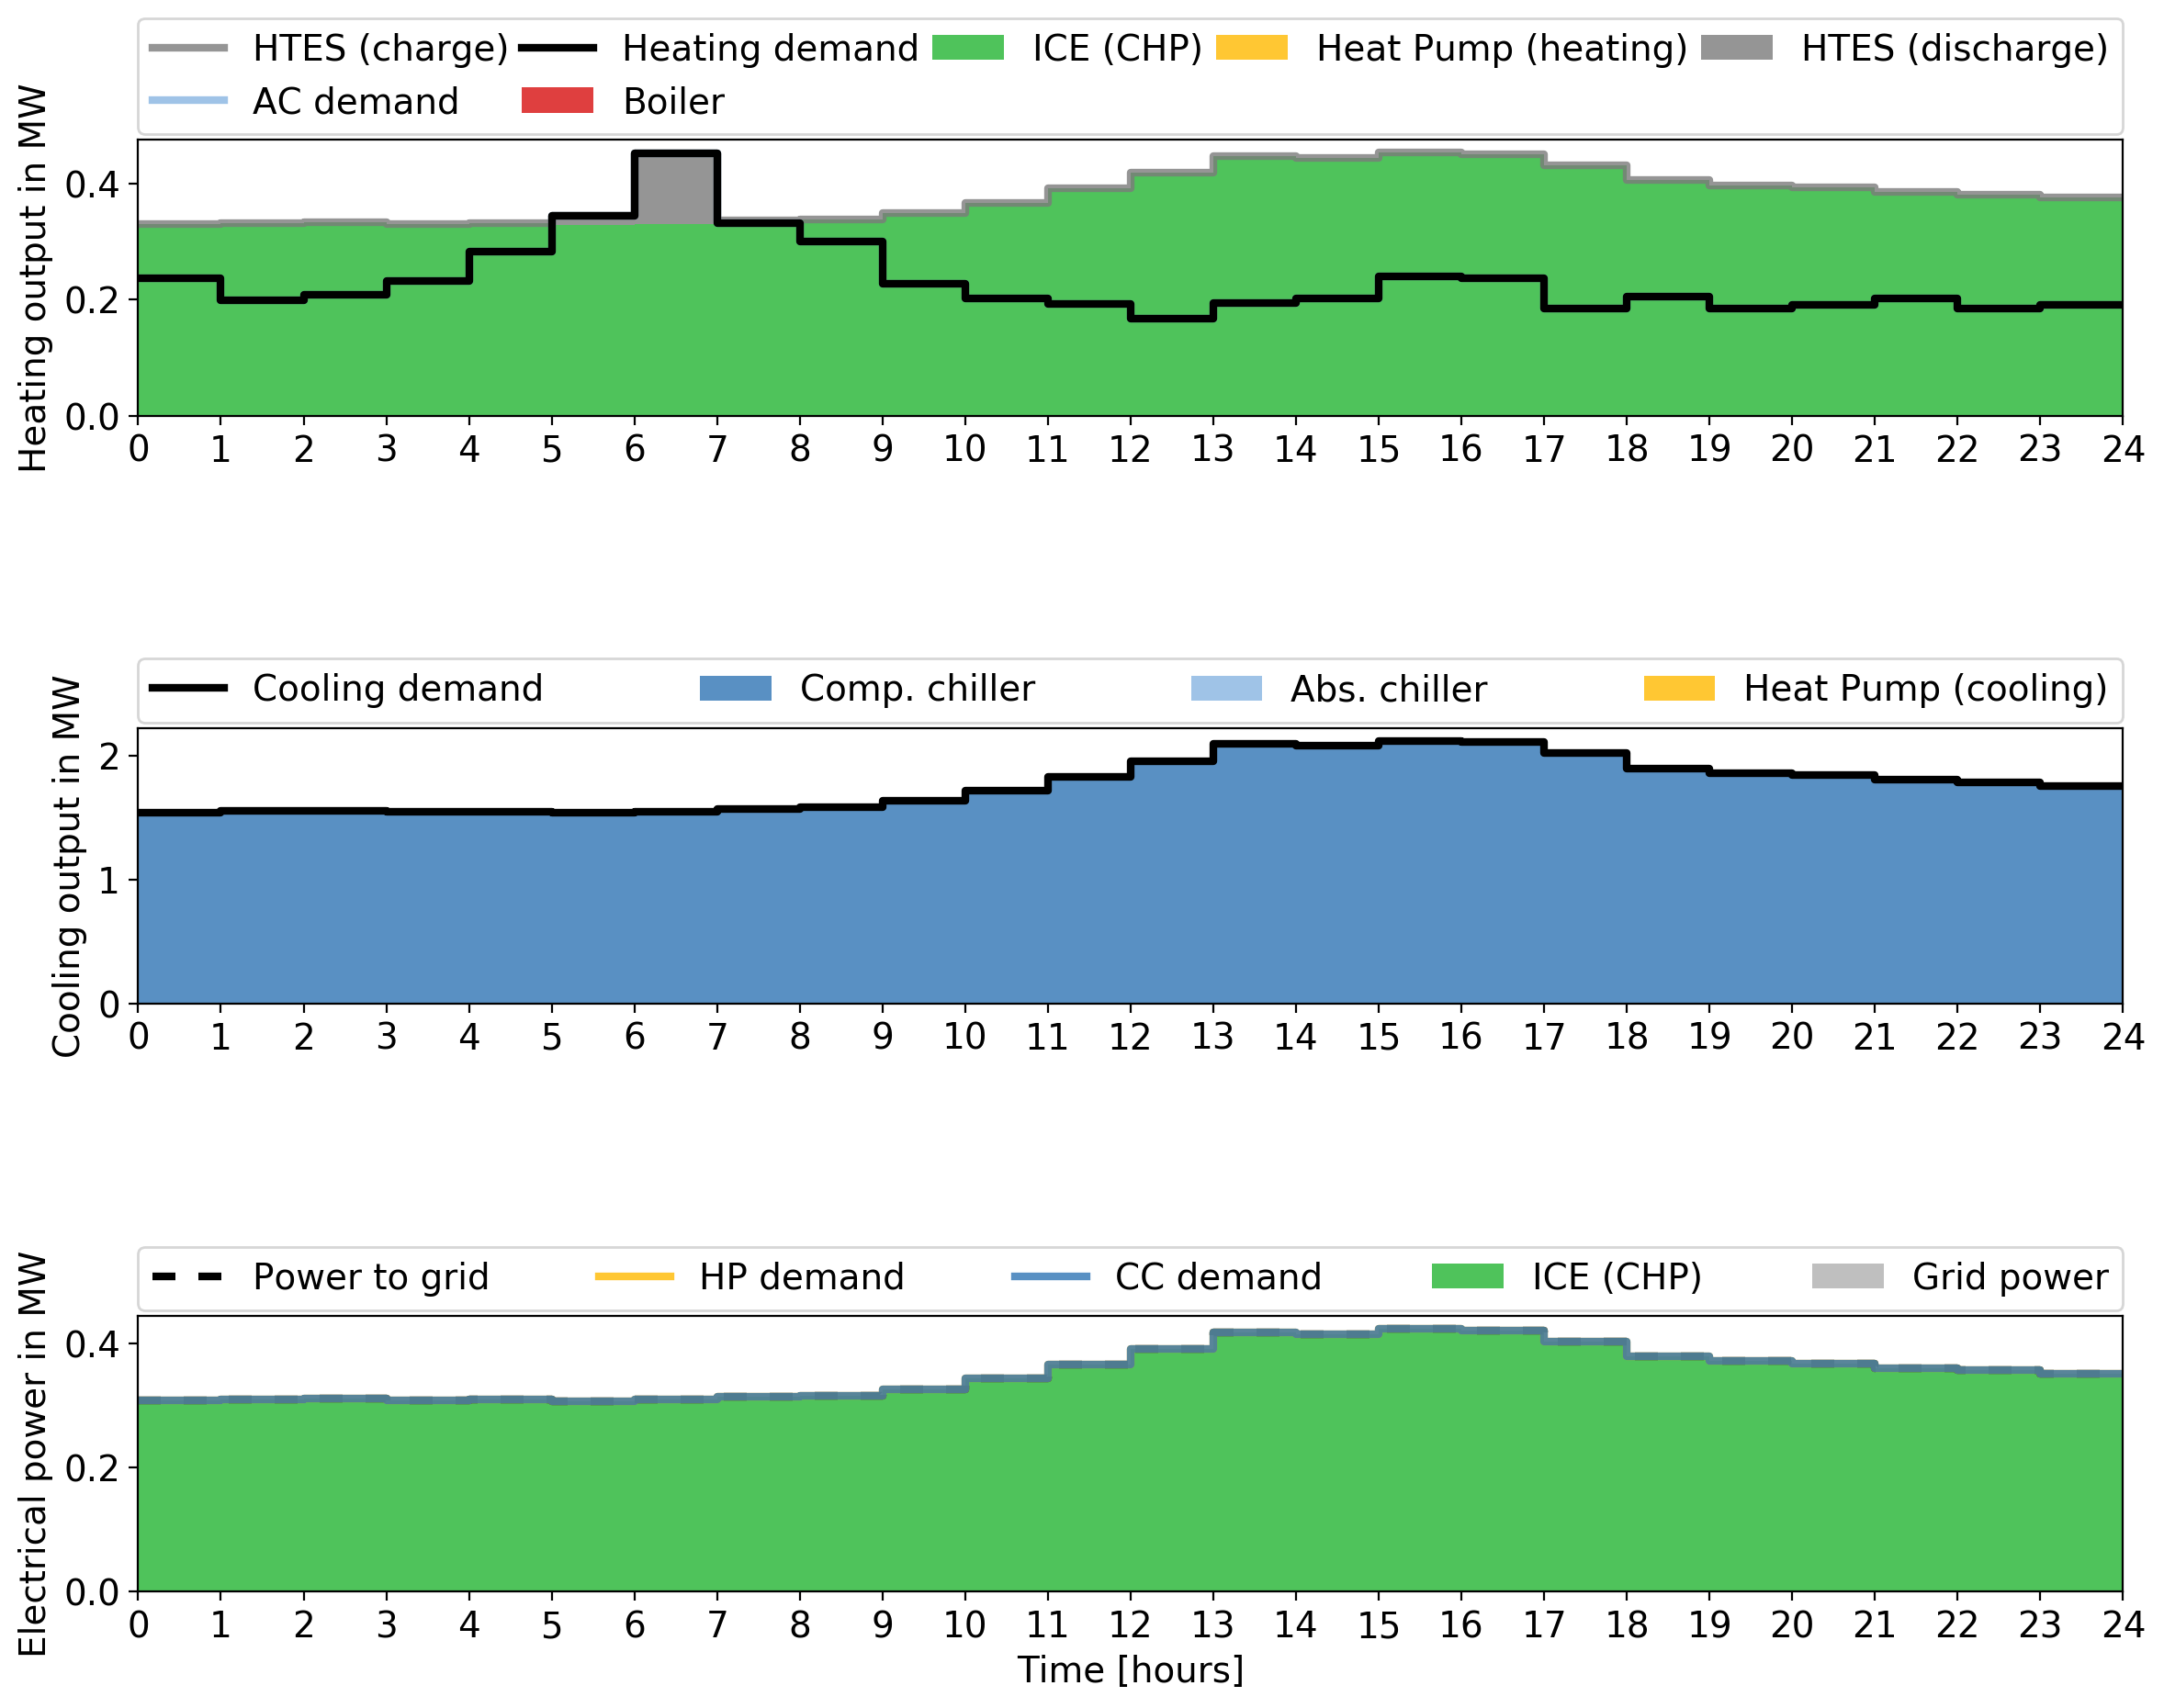 HTES (charge) Heating demand ICE (CHP) Heat Pump (heating) HTES (discharge)
AC demand Boiler
Heating output in MW
0.4
0.2
0.0
0 1 2 3 4 5 6 7 8 9 10 11 12 13 14 15 16 17 18 19 20 21 22 23 24
Cooling demand Comp. chiller Abs. chiller Heat Pump (cooling)
Cooling output in MW
2
1
0
0 1 2 3 4 5 6 7 8 9 10 11 12 13 14 15 16 17 18 19 20 21 22 23 24
Power to grid HP demand CC demand ICE (CHP) Grid power
Electrical power in MW
0.4
0.2
0.0
0 1 2 3 4 5 6 7 8 9 10 11 12 13 14 15 16 17 18 19 20 21 22 23 24
Time [hours]